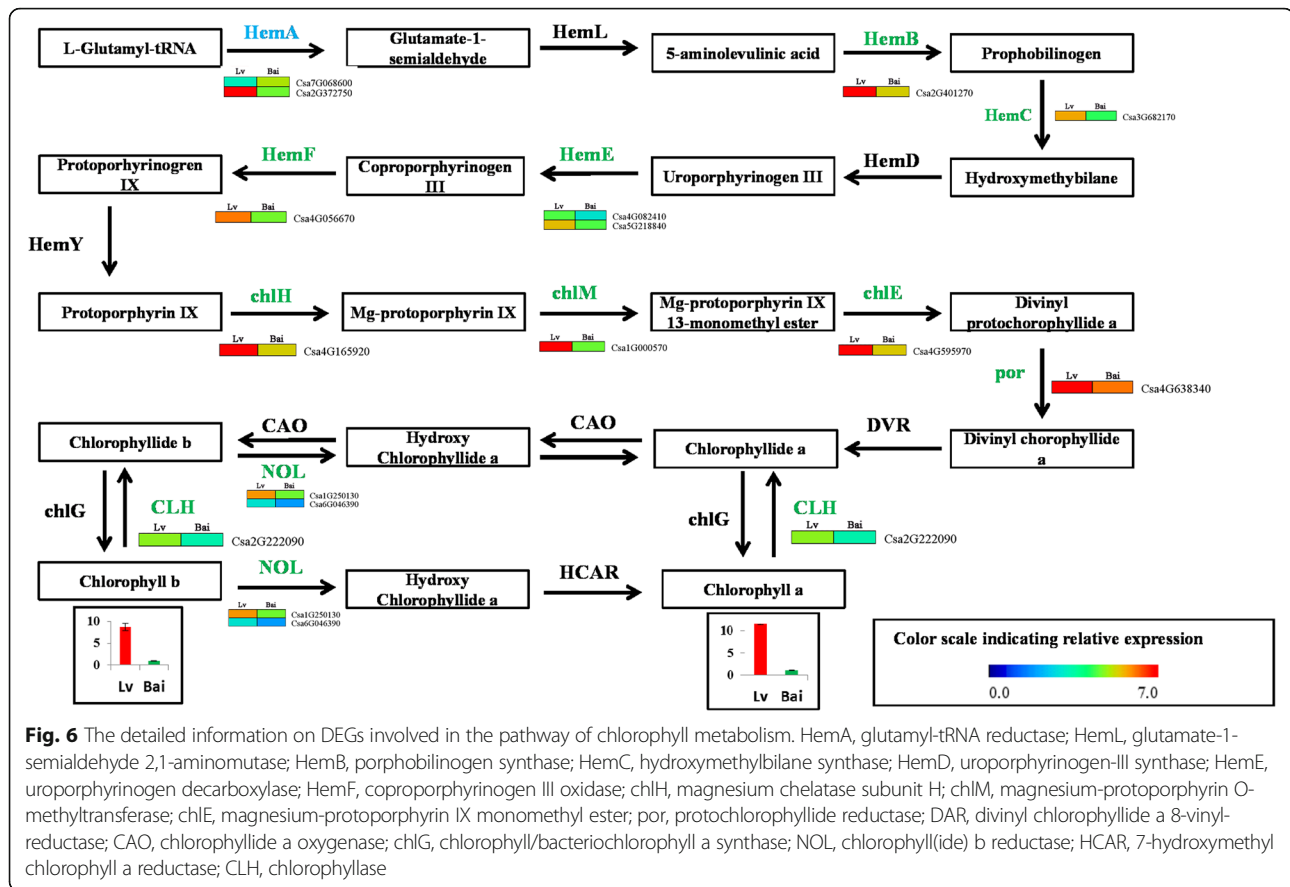 HemA
L-Glutamyl-tRNA
Glutamate-1-
semialdehyde
HemL
5-aminolevulinic acid
HemB
Prophobilinogen
Lv Bai
Csa7G068600
Csa2G372750
Lv Bai
Csa2G401270
HemC
Lv Bai
Csa3G682170
Protoporhyrinogren
IX
HemF
Coproporphyrinogen
III
HemE
Uroporphyrinogen III
HemD
Hydroxymethybilane
Lv Bai
Csa4G056670
Lv Bai
Csa4G082410
Csa5G218840
HemY
Protoporphyrin IX
chlH
Mg-protoporphyrin IX
chlM
Mg-protoporphyrin IX
13-monomethyl ester
chlE
Divinyl
protochorophyllide a
Lv Bai
Csa4G165920
Lv Bai
Csa1G000570
Lv Bai
Csa4G595970
por
Lv Bai
Csa4G638340
Chlorophyllide b
CAO
NOL
Hydroxy
Chlorophyllide a
CAO
Chlorophyllide a
DVR
Divinyl chorophyllide
a
Lv Bai
Csa1G250130
Csa6G046390
chlG
CLH
Lv Bai
Csa2G222090
chlG
CLH
Lv Bai
Csa2G222090
Chlorophyll b
NOL
Hydroxy
Chlorophyllide a
HCAR
Chlorophyll a
Lv Bai
Csa1G250130
Csa6G046390
10
5
0
Lv Bai
10
5
0
Lv Bai
Color scale indicating relative expression
0.0 7.0
Fig. 6 The detailed information on DEGs involved in the pathway of chlorophyll metabolism. HemA, glutamyl-tRNA reductase; HemL, glutamate-1-
semialdehyde 2,1-aminomutase; HemB, porphobilinogen synthase; HemC, hydroxymethylbilane synthase; HemD, uroporphyrinogen-III synthase; HemE,
uroporphyrinogen decarboxylase; HemF, coproporphyrinogen III oxidase; chlH, magnesium chelatase subunit H; chlM, magnesium-protoporphyrin O-
methyltransferase; chlE, magnesium-protoporphyrin IX monomethyl ester; por, protochlorophyllide reductase; DAR, divinyl chlorophyllide a 8-vinyl-
reductase; CAO, chlorophyllide a oxygenase; chlG, chlorophyll/bacteriochlorophyll a synthase; NOL, chlorophyll(ide) b reductase; HCAR, 7-hydroxymethyl
chlorophyll a reductase; CLH, chlorophyllase